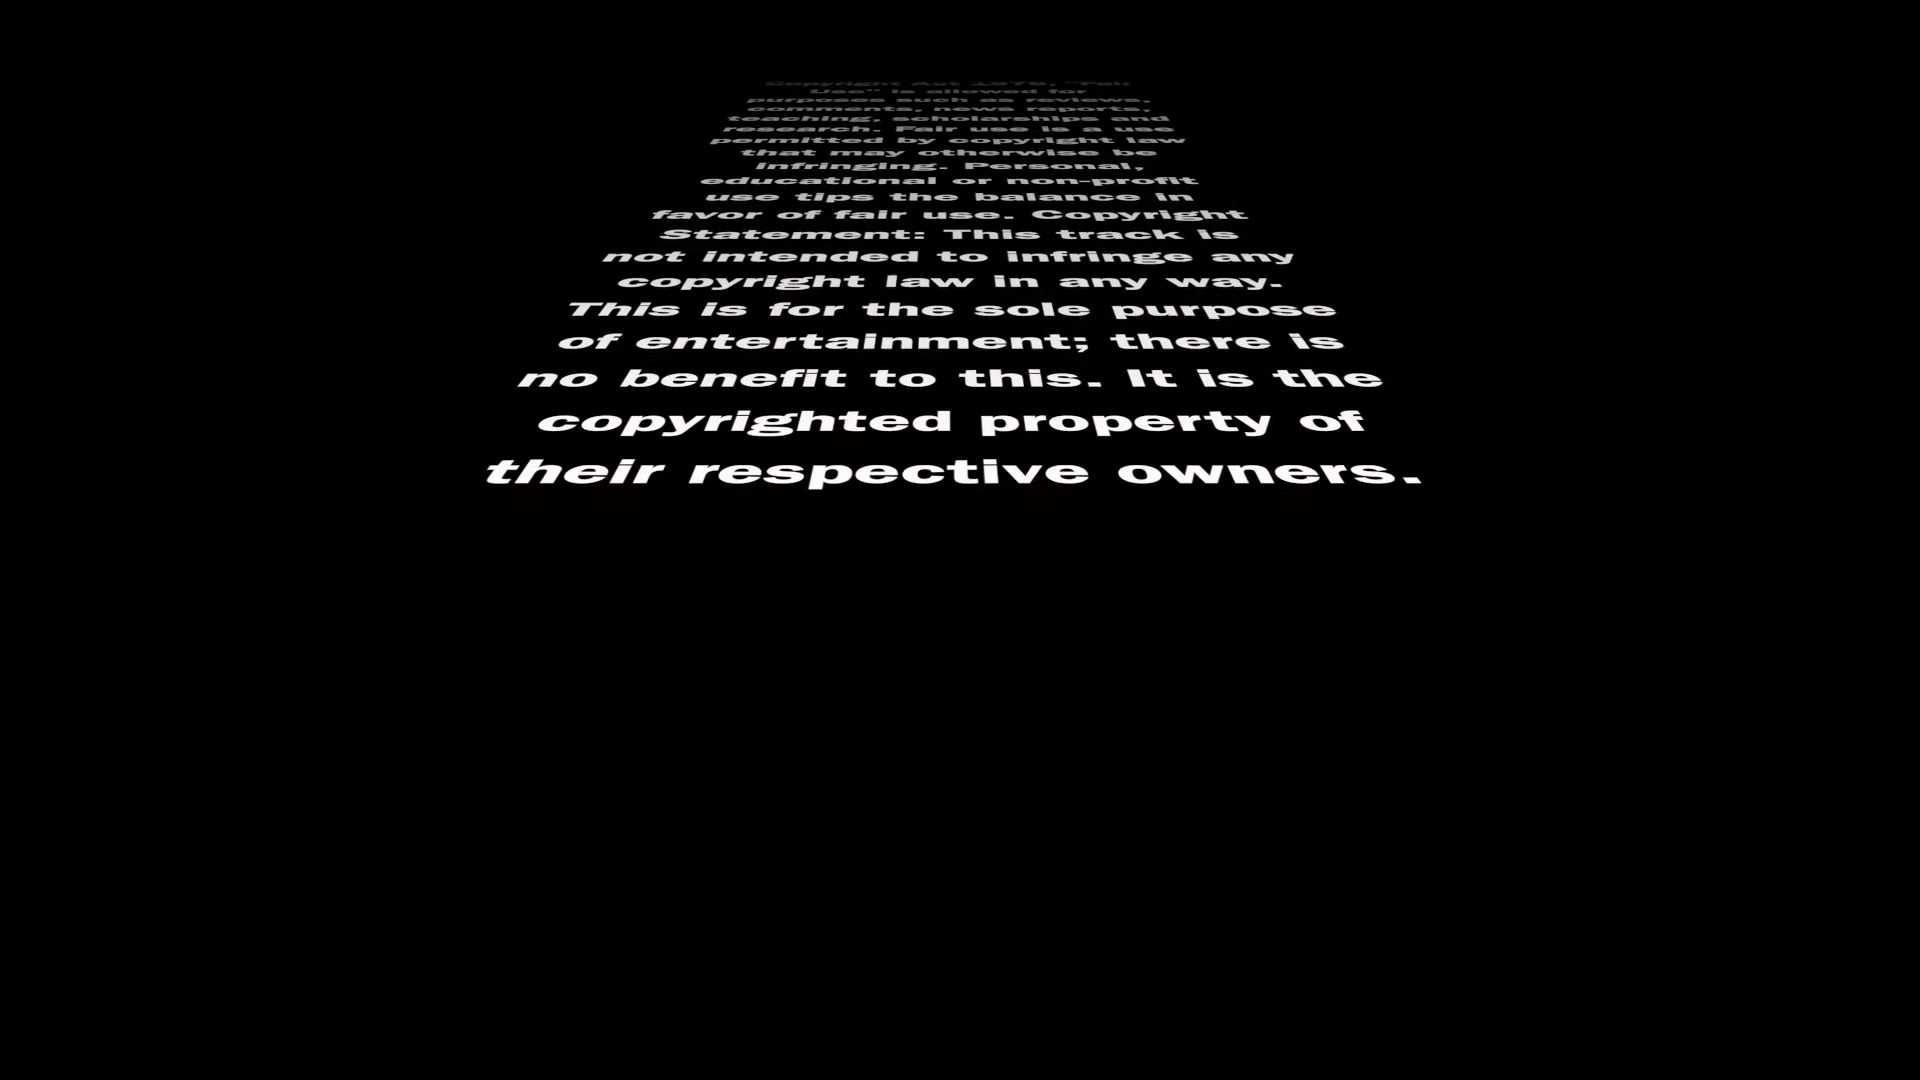 Copyright Act 1976, "Fair
Use" is allowed for
purposes such as reviews,
comments, news reports,
teaching, scholarships and
research. Fair use is a use
permitted by copyright law
that may otherwise be
infringing. Personal,
educational or non-profit
use tips the balance in
favor of fair use. Copyright
Statement: This track is
not intended to infringe any
copyright law in any way.
This is for the sole purpose
of entertainment; there is
no benefit to this. It is the
copyrighted property of
their respective owners.